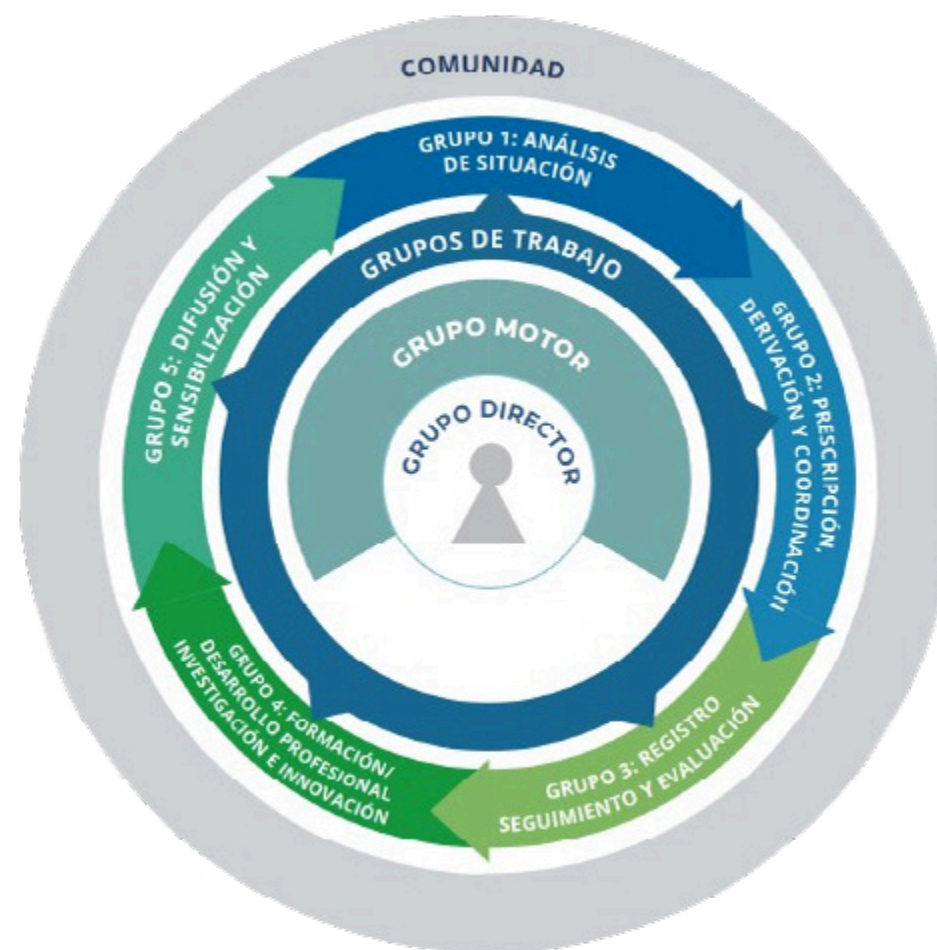 COMUNIDAD
GRUPO 1: ANÁLISIS
DE SITUACIÓN
GRUPO 2: PRESCRIPCIÓN,
DERIVACIÓN Y COORDINACIÓN
GRUPO 3: REGISTRO
SEGUIMIENTO Y EVALUACIÓN
GRUPO 4: FORMACIÓN/
DESARROLLO PROFESIONAL
INVESTIGACIÓN E INNOVACIÓN
GRUPO 5: DIFUSIÓN Y
SENSIBILIZACIÓN
GRUPOS DE TRABAJO
GRUPO MOTOR
GRUPO DIRECTOR